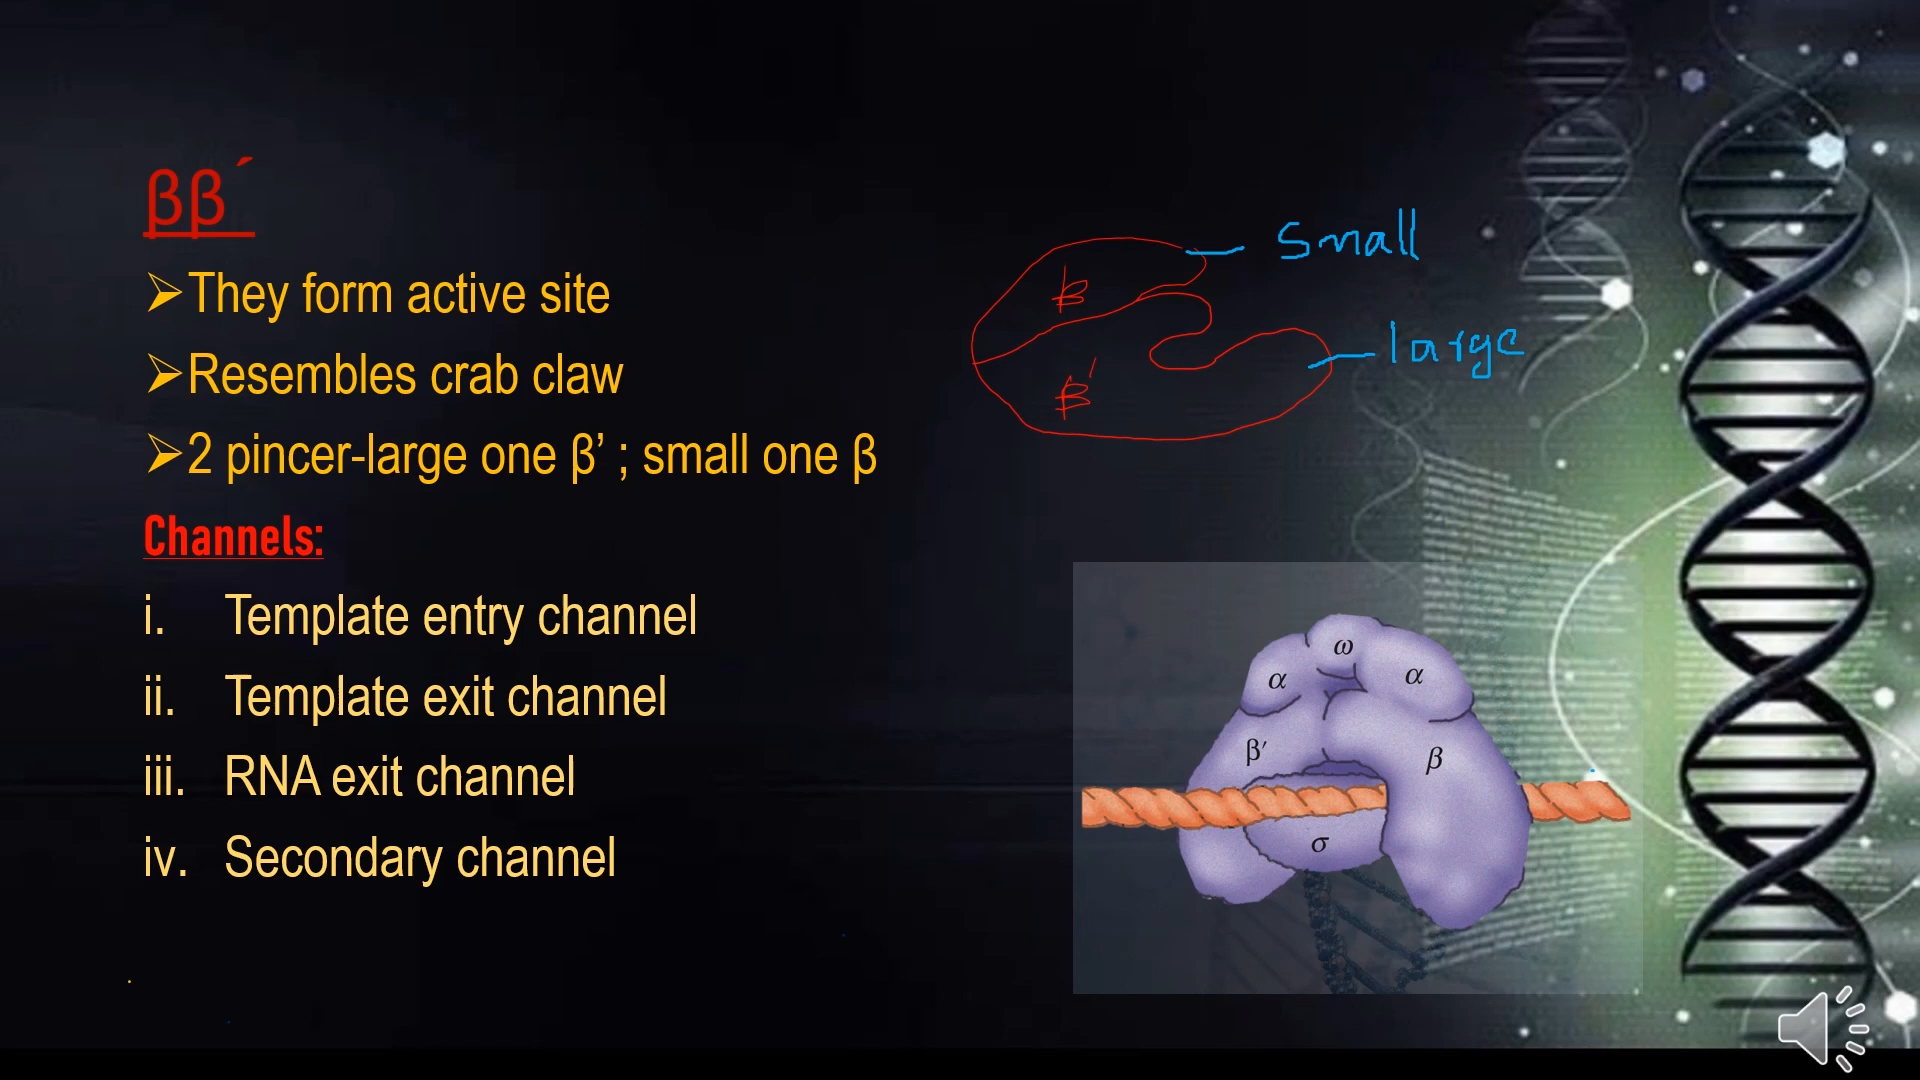 ββ´
➢They form active site
➢Resembles crab claw
➢2 pincer-large one β’ ; small one β
Channels:
i. Template entry channel
ii. Template exit channel
iii. RNA exit channel
iv. Secondary channel
small
β
large
β'
ω
α α
β′ β
σ